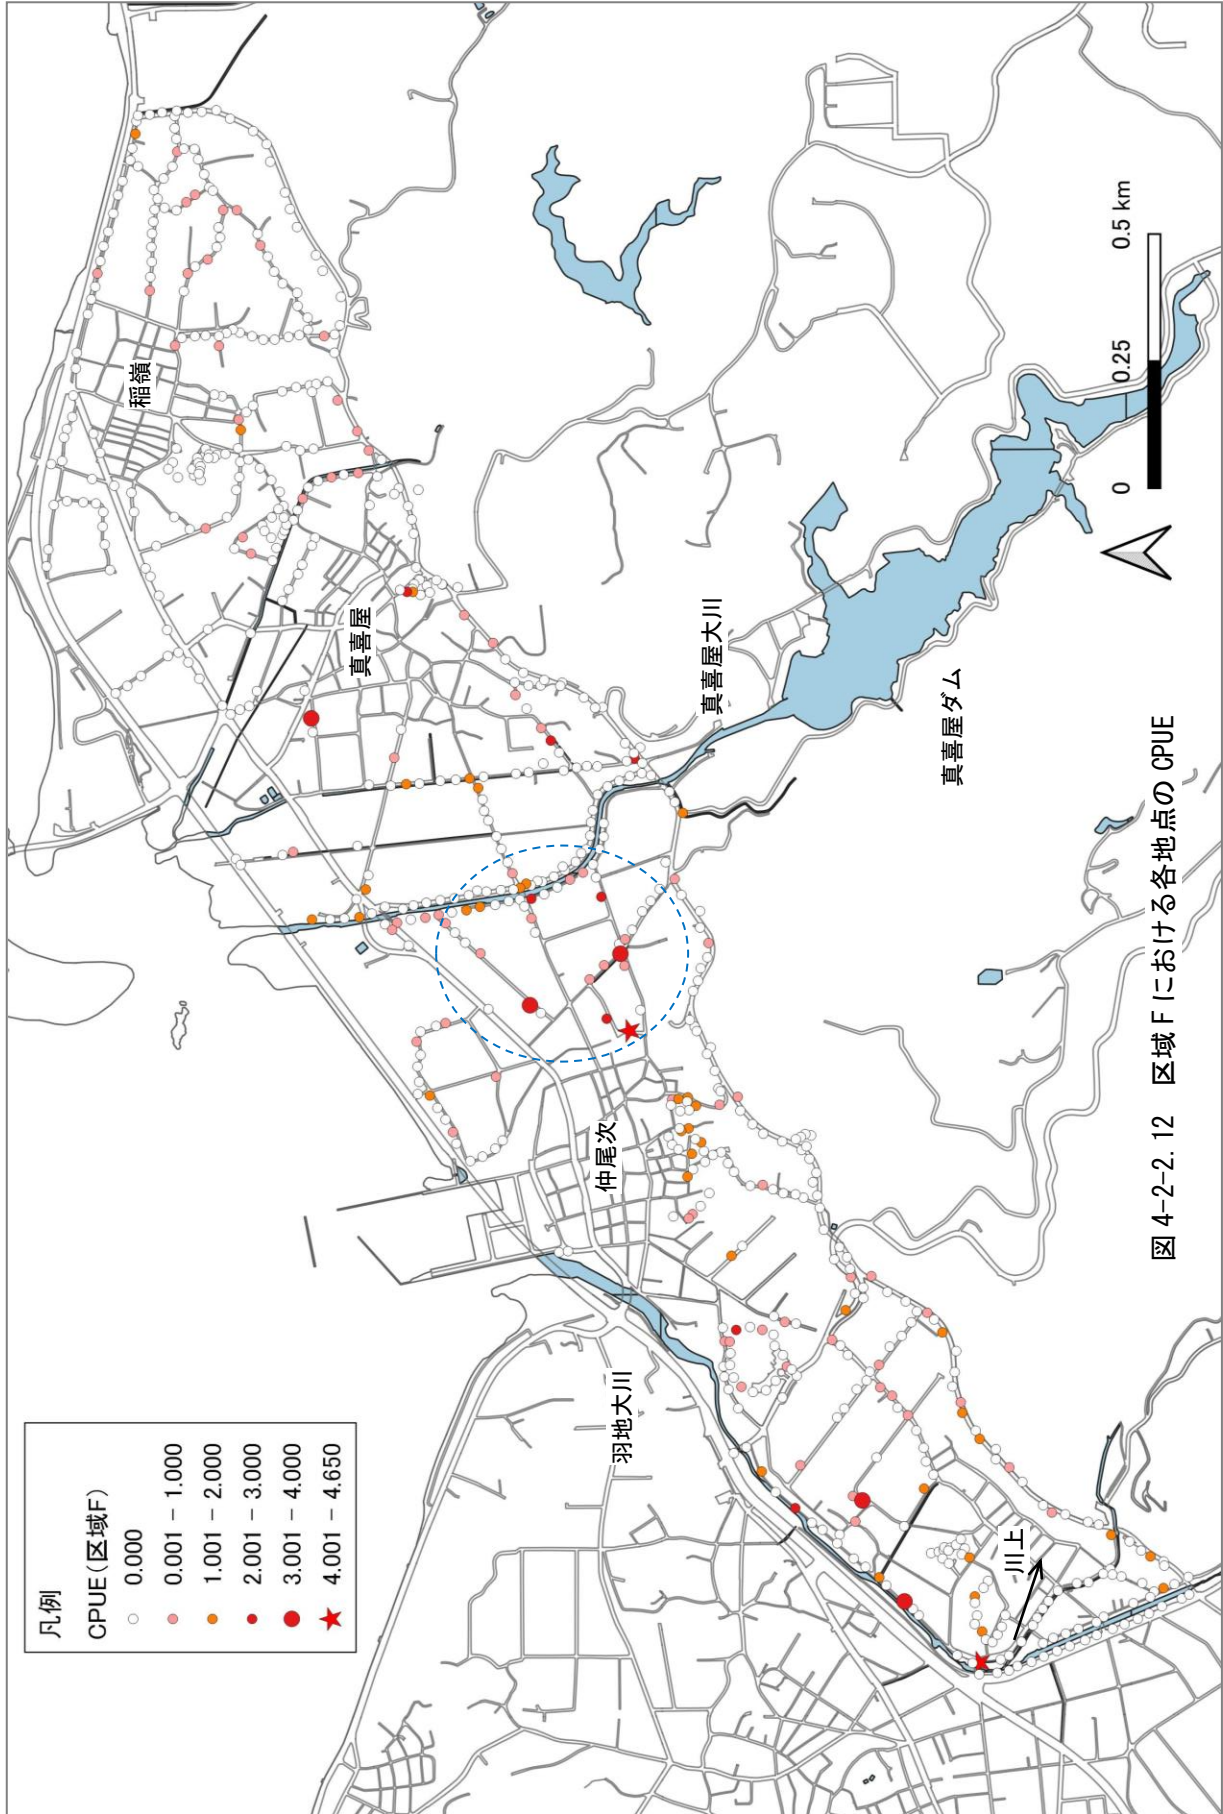 凡例
CPUE(区域F)
0.000
0.001 - 1.000
1.001 - 2.000
2.001 - 3.000
3.001 - 4.000
4.001 - 4.650
稲嶺
真喜屋
真喜屋大川
真喜屋ダム
仲尾次
羽地大川
川上
0 0.25 0.5 km
図 4-2-2.12 区域 F における各地点の CPUE